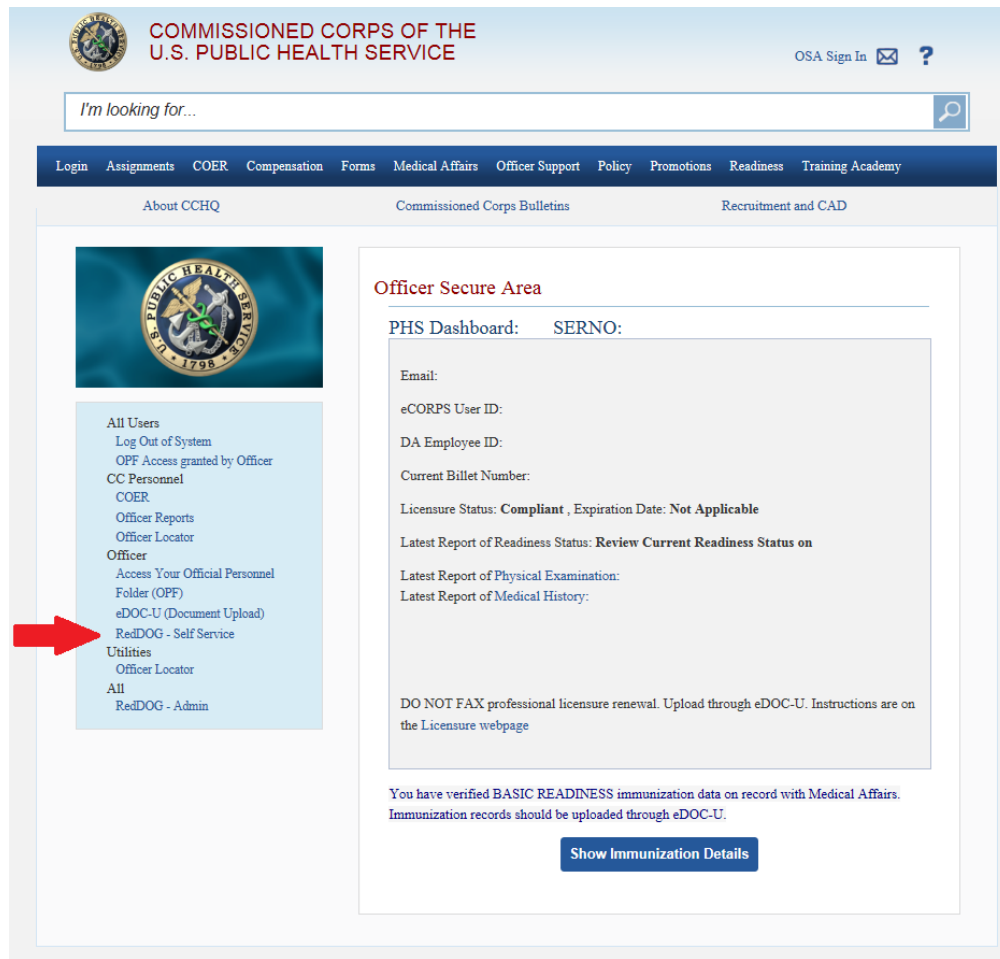 COMMISSIONED CORPS OF THE
U.S. PUBLIC HEALTH SERVICE
OSA Sign In ?
I'm looking for...
Login Assignments COER Compensation Forms Medical Affairs Officer Support Policy Promotions Readiness Training Academy
About CCHQ Commissioned Corps Bulletins Recruitment and CAD
U.S. PUBLIC HEALTH SERVICE
1798
All Users
Log Out of System
OPF Access granted by Officer
CC Personnel
COER
Officer Reports
Officer Locator
Officer
Access Your Official Personnel
Folder (OPF)
eDOC-U (Document Upload)
RedDOG - Self Service
Utilities
Officer Locator
All
RedDOG - Admin
Officer Secure Area
PHS Dashboard: SERNO:
Email:
eCORPS User ID:
DA Employee ID:
Current Billet Number:
Licensure Status: Compliant , Expiration Date: Not Applicable
Latest Report of Readiness Status: Review Current Readiness Status on
Latest Report of Physical Examination:
Latest Report of Medical History:
DO NOT FAX professional licensure renewal. Upload through eDOC-U. Instructions are on
the Licensure webpage
You have verified BASIC READINESS immunization data on record with Medical Affairs.
Immunization records should be uploaded through eDOC-U.
Show Immunization Details